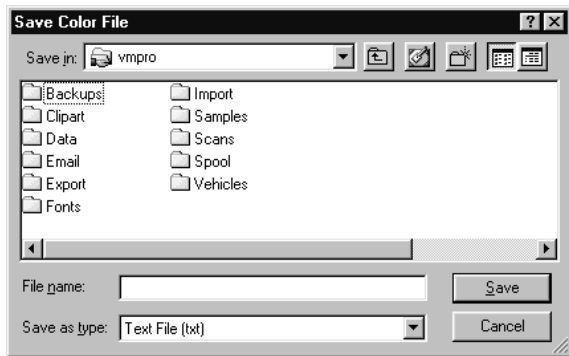 Save Color File
Save in: vmpro
Backups Import
Clipart Samples
Data Scans
Email Spool
Export Vehicles
Fonts
File name: Save
Save as type: Text File (txt) Cancel